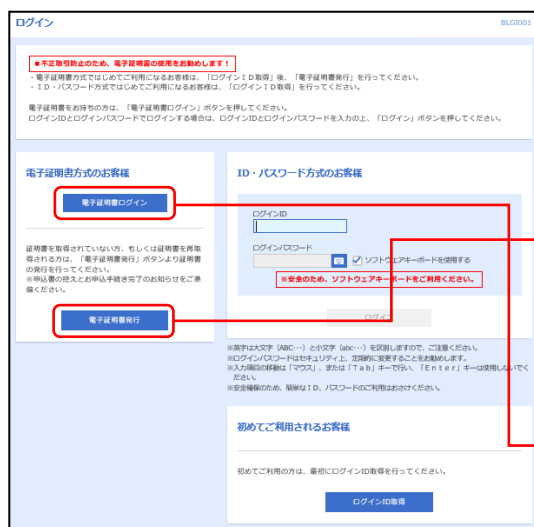 ログイン
BLGI001
■不正取引防止のため、電子証明書の使用をお勧めします！
・電子証明書方式ではじめてご利用になるお客様は、「ログインＩＤ取得」後、「電子証明書発行」を行ってください。
・ＩＤ・パスワード方式ではじめてご利用になるお客様は、「ログインＩＤ取得」を行ってください。
電子証明書をお持ちの方は、「電子証明書ログイン」ボタンを押してください。
ログインIDとログインパスワードでログインする場合は、ログインIDとログインパスワードを入力の上、「ログイン」ボタンを押してください。
電子証明書方式のお客様
電子証明書ログイン
証明書を取得されていない方、もしくは証明書を再取
得される方は、「電子証明書発行」ボタンより証明書
の発行を行ってください。
※申込書の控えとお申込手続き完了のお知らせをご準
備ください。
電子証明書発行
ID・パスワード方式のお客様
ログインID
ログインパスワード
ソフトウェアキーボードを使用する
※安全のため、ソフトウェアキーボードをご利用ください。
ログイン
※英字は大文字（ABC…）と小文字（abc…）を区別しますので、ご注意ください。
※ログインパスワードはセキュリティ上、定期的に変更することをお勧めします。
※入力項目の移動は「マウス」、または「Ｔａｂ」キーで行い、「Ｅｎｔｅｒ」キーは使用しないでく
ださい。
※安全確保のため、簡単なＩＤ、パスワードのご利用はおさけください。
初めてご利用されるお客様
初めてご利用の方は、最初にログインID取得を行ってください。
ログインID取得